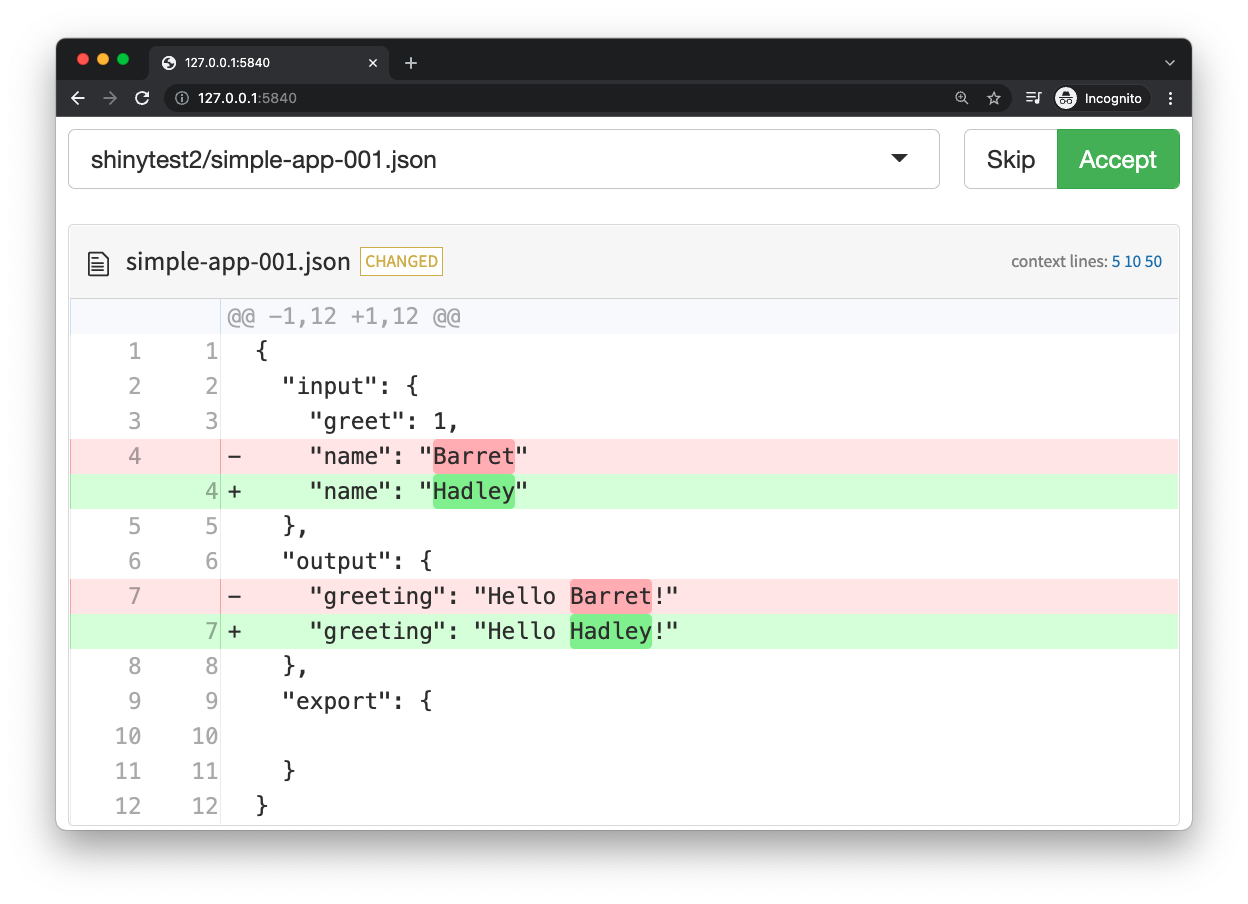 127.0.0.1:5840
127.0.0.1:5840 Incognito
shinytest2/simple-app-001.json Skip Accept
simple-app-001.json CHANGED context lines: 5 10 50
@@ −1,12 +1,12 @@
1 1 {
2 2 "input": {
3 3 "greet": 1,
4 − "name": "Barret"
4 + "name": "Hadley"
5 5 },
6 6 "output": {
7 − "greeting": "Hello Barret!"
7 + "greeting": "Hello Hadley!"
8 8 },
9 9 "export": {
10 10
11 11 }
12 12 }